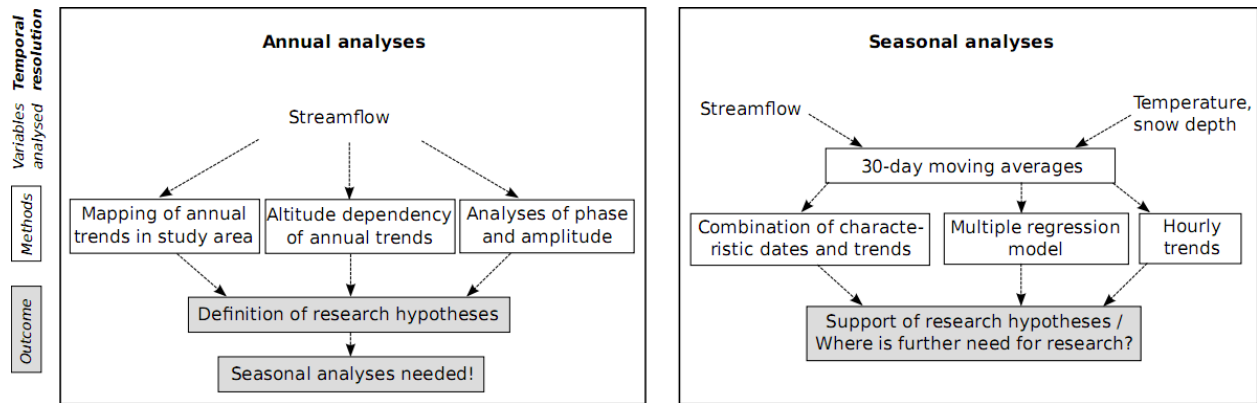 Temporal
resolution
Variables
analysed
Methods
Outcome
Annual analyses
Streamflow
Mapping of annual
trends in study area
Altitude dependency
of annual trends
Analyses of phase
and amplitude
Definition of research hypotheses
Seasonal analyses needed!
Seasonal analyses
Streamflow
Temperature,
snow depth
30-day moving averages
Combination of characte-
ristic dates and trends
Multiple regression
model
Hourly
trends
Support of research hypotheses /
Where is further need for research?